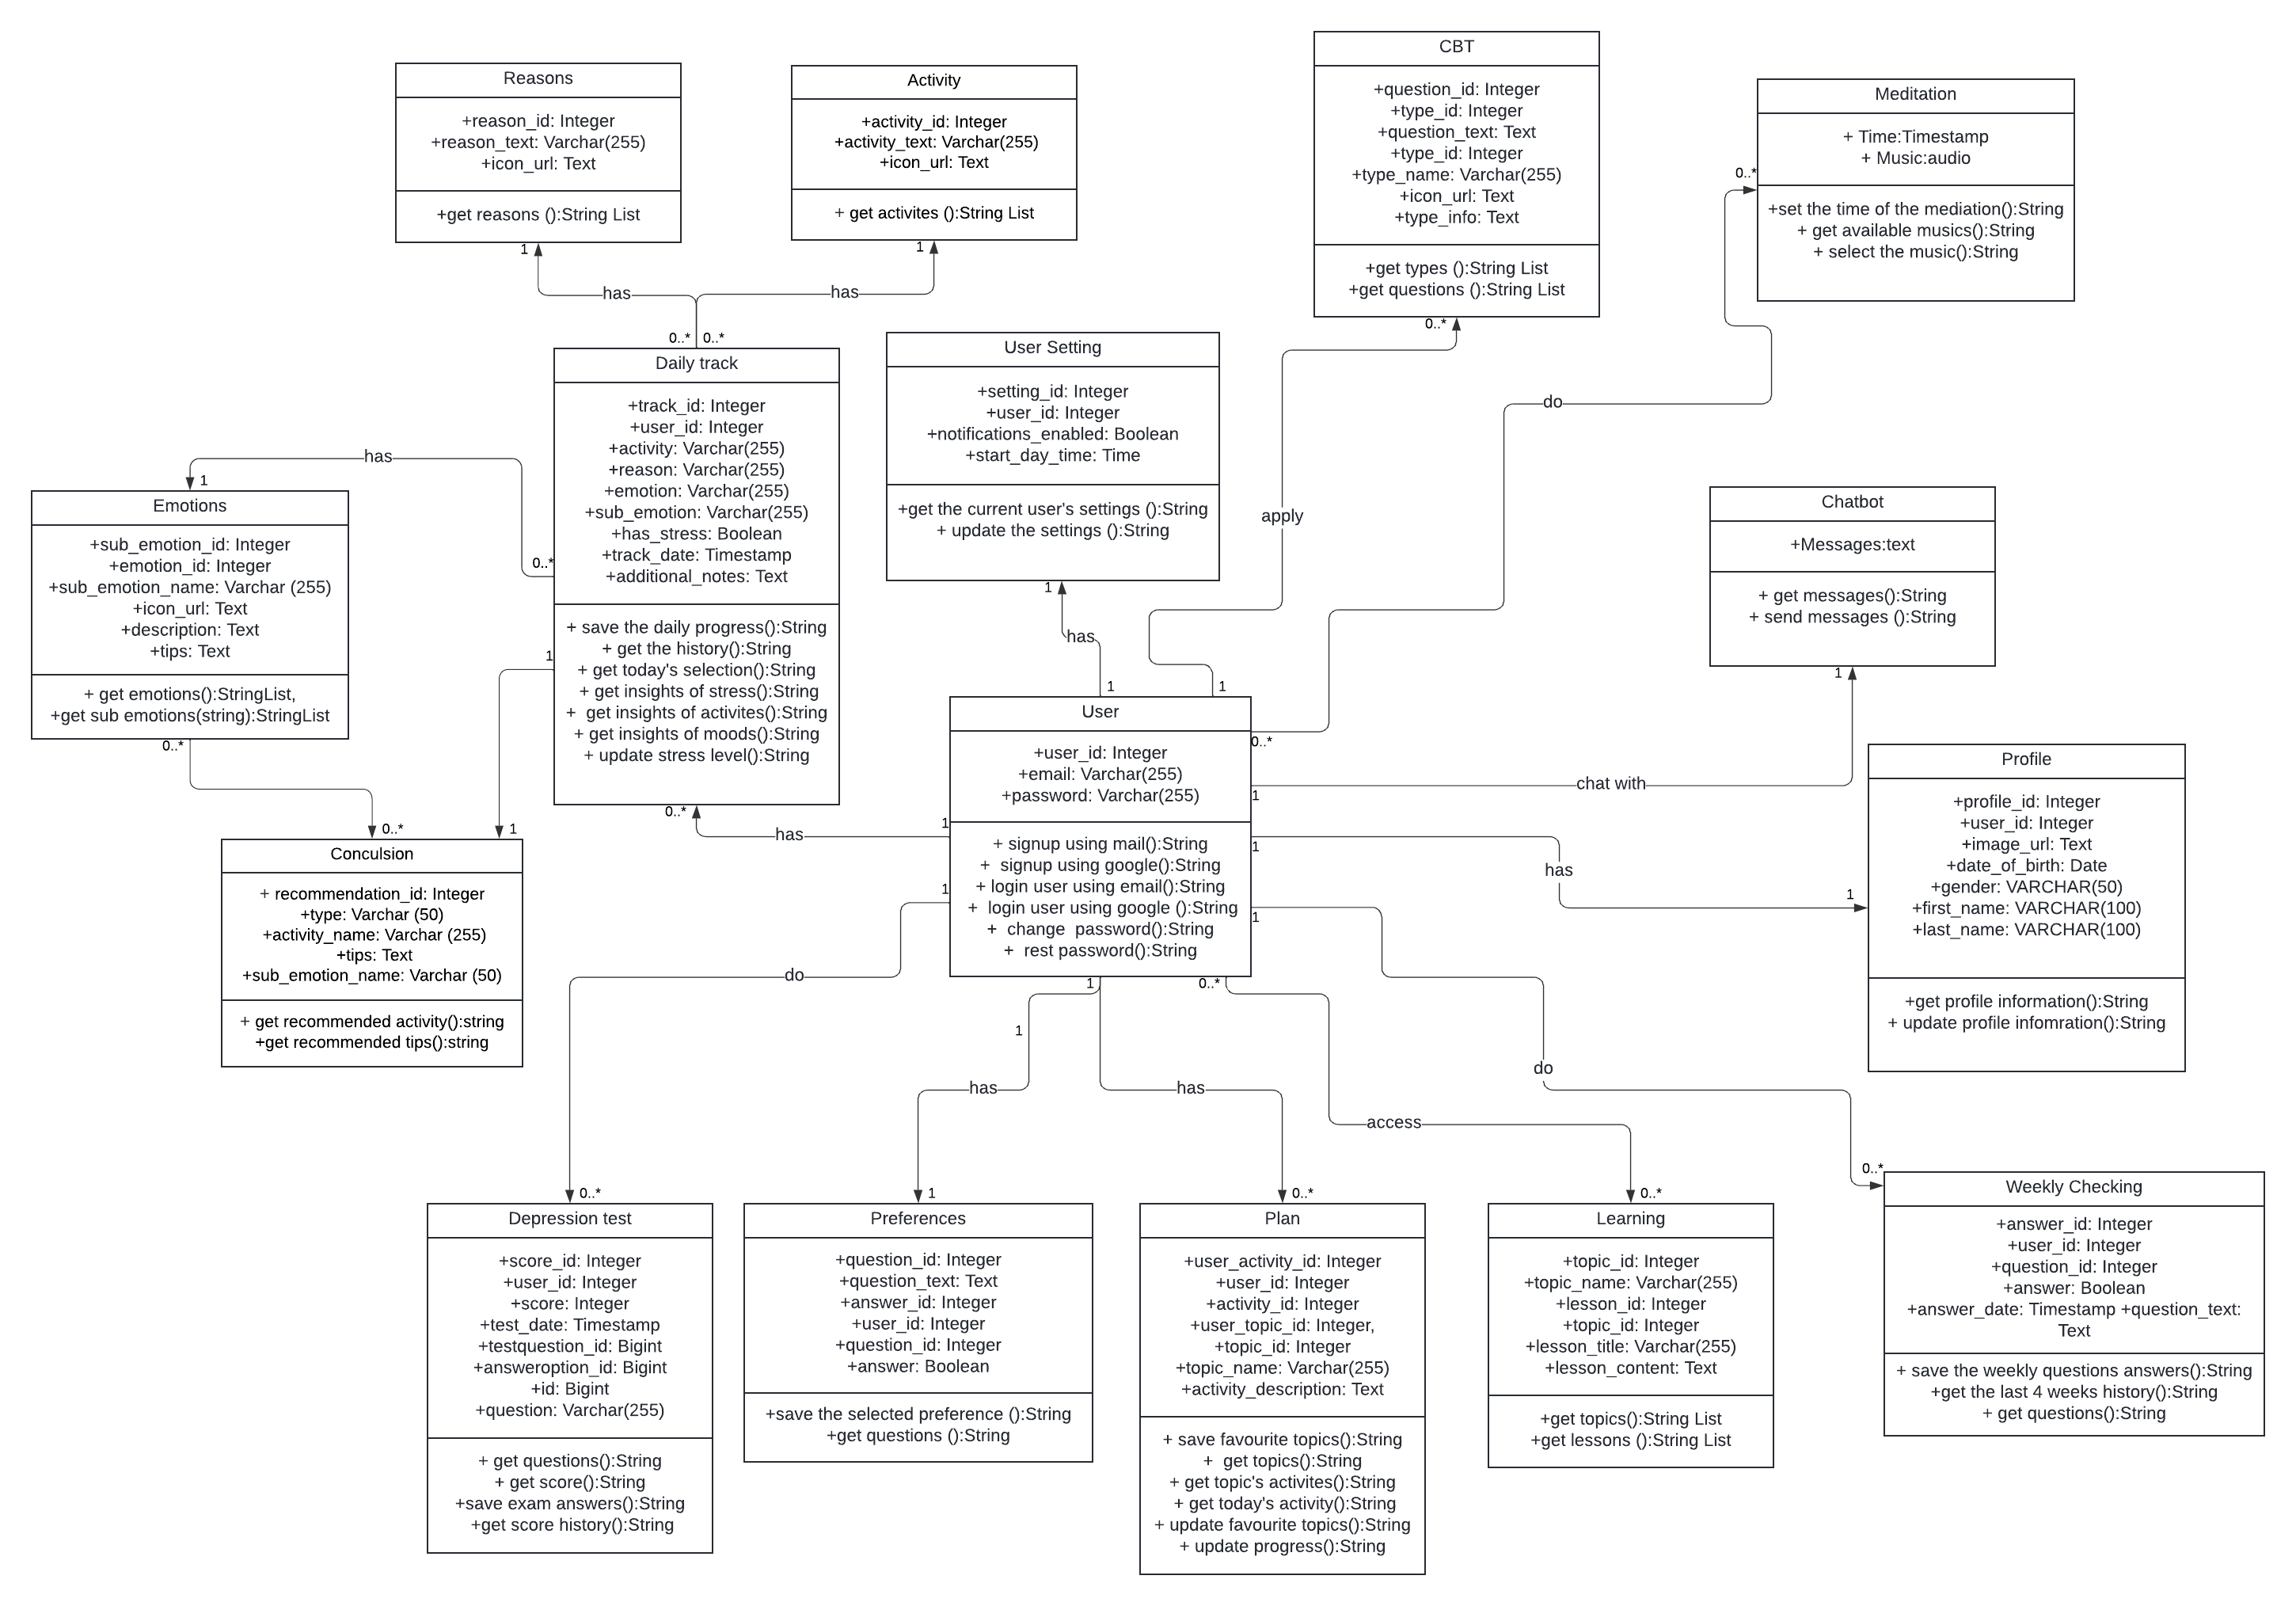 Reasons
+reason_id: Integer
+reason_text: Varchar(255)
+icon_url: Text
+get reasons ():String List
1
Activity
+activity_id: Integer
+activity_text: Varchar(255)
+icon_url: Text
+ get activites ():String List
1
CBT
+question_id: Integer
+type_id: Integer
+question_text: Text
+type_id: Integer
+type_name: Varchar(255)
+icon_url: Text
+type_info: Text
+get types ():String List
+get questions ():String List
0..*
Meditation
+ Time:Timestamp
+ Music:audio
+set the time of the mediation():String
+ get available musics():String
+ select the music():String
0..*
has
has
0..*
0..*
Daily track
+track_id: Integer
+user_id: Integer
+activity: Varchar(255)
+reason: Varchar(255)
+emotion: Varchar(255)
+sub_emotion: Varchar(255)
+has_stress: Boolean
+track_date: Timestamp
+additional_notes: Text
+ save the daily progress():String
+ get the history():String
+ get today's selection():String
+ get insights of stress():String
+ get insights of activites():String
+ get insights of moods():String
+ update stress level():String
0..*
0..*
1
User Setting
+setting_id: Integer
+user_id: Integer
+notifications_enabled: Boolean
+start_day_time: Time
+get the current user's settings ():String
+ update the settings ():String
1
has
1
apply
1
do
0..*
has
1
Emotions
+sub_emotion_id: Integer
+emotion_id: Integer
+sub_emotion_name: Varchar (255)
+icon_url: Text
+description: Text
+tips: Text
+ get emotions():StringList,
+get sub emotions(string):StringList
0..*
0..*
1
Conculsion
+ recommendation_id: Integer
+type: Varchar (50)
+activity_name: Varchar (255)
+tips: Text
+sub_emotion_name: Varchar (50)
+ get recommended activity():string
+get recommended tips():string
Chatbot
+Messages:text
+ get messages():String
+ send messages ():String
1
chat with
1
User
+user_id: Integer
+email: Varchar(255)
+password: Varchar(255)
+ signup using mail():String
+ signup using google():String
+ login user using email():String
+ login user using google ():String
+ change password():String
+ rest password():String
has
1
1
has
1
1
Profile
+profile_id: Integer
+user_id: Integer
+image_url: Text
+date_of_birth: Date
+gender: VARCHAR(50)
+first_name: VARCHAR(100)
+last_name: VARCHAR(100)
+get profile information():String
+ update profile infomration():String
do
1
do
1
1
has
has
0..*
access
0..*
Depression test
+score_id: Integer
+user_id: Integer
+score: Integer
+test_date: Timestamp
+testquestion_id: Bigint
+answeroption_id: Bigint
+id: Bigint
+question: Varchar(255)
+ get questions():String
+ get score():String
+save exam answers():String
+get score history():String
1
Preferences
+question_id: Integer
+question_text: Text
+answer_id: Integer
+user_id: Integer
+question_id: Integer
+answer: Boolean
+save the selected preference ():String
+get questions ():String
0..*
Plan
+user_activity_id: Integer
+user_id: Integer
+activity_id: Integer
+user_topic_id: Integer,
+topic_id: Integer
+topic_name: Varchar(255)
+activity_description: Text
+ save favourite topics():String
+ get topics():String
+ get topic's activites():String
+ get today's activity():String
+ update favourite topics():String
+ update progress():String
0..*
Learning
+topic_id: Integer
+topic_name: Varchar(255)
+lesson_id: Integer
+topic_id: Integer
+lesson_title: Varchar(255)
+lesson_content: Text
+get topics():String List
+get lessons ():String List
0..*
Weekly Checking
+answer_id: Integer
+user_id: Integer
+question_id: Integer
+answer: Boolean
+answer_date: Timestamp +question_text:
Text
+ save the weekly questions answers():String
+get the last 4 weeks history():String
+ get questions():String